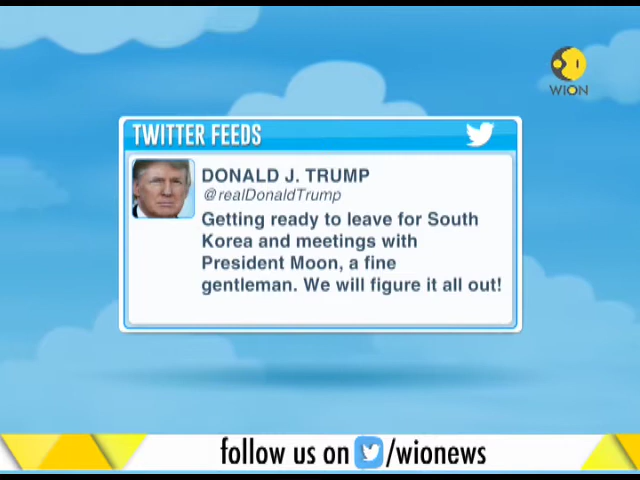 WION
TWITTER FEEDS
DONALD J. TRUMP
@realDonaldTrump
Getting ready to leave for South
Korea and meetings with
President Moon, a fine
gentleman. We will figure it all out!
follow us on /wionews